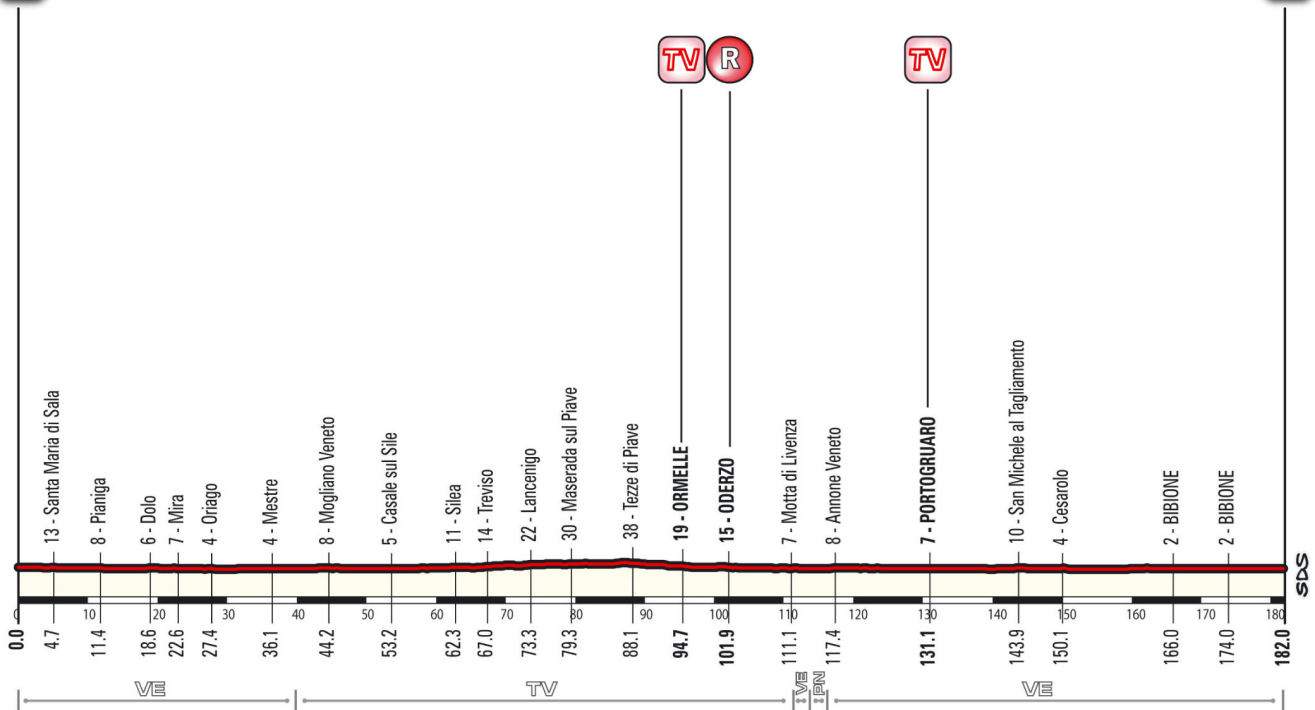 TV
R
TV
13 - Santa Maria di Sala
8 - Pianiga
6 - Dolo
7 - Mira
4 - Oriago
4 - Mestre
8 - Mogliano Veneto
5 - Casale sul Sile
11 - Silea
14 - Treviso
22 - Lancenigo
30 - Maserada sul Piave
38 - Tezze di Piave
19 - ORMELLE
15 - ODERZO
7 - Motta di Livenza
8 - Annone Veneto
7 - PORTOGRUARO
10 - San Michele al Tagliamento
4 - Cesarolo
2 - BIBIONE
2 - BIBIONE
SDS
0 10 20 30 40 50 60 70 80 90 100 110 120 130 140 150 160 170 180
0.0 4.7 11.4 18.6 22.6 27.4 36.1 44.2 53.2 62.3 67.0 73.3 79.3 88.1 94.7 101.9 111.1 117.4 131.1 143.9 150.1 166.0 174.0 182.0
VE TV VE PN VE